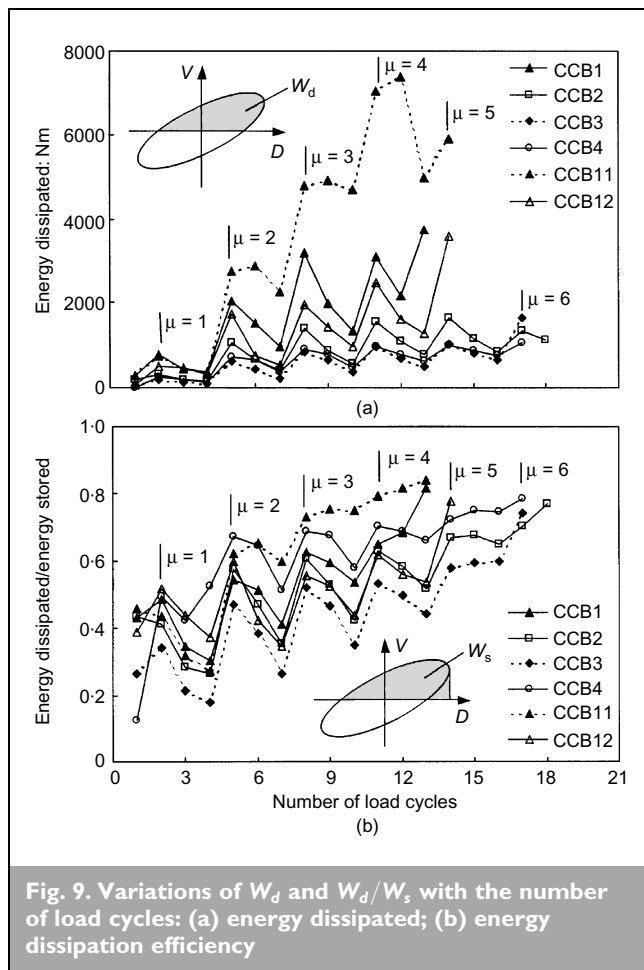 8000
6000
4000
2000
0
Energy dissipated: Nm
V
W_d
D
μ = 1
μ = 2
μ = 3
μ = 4
μ = 5
μ = 6
CCB1
CCB2
CCB3
CCB4
CCB11
CCB12
(a)
1·0
0·8
0·6
0·4
0·2
0
Energy dissipated/energy stored
μ = 1
μ = 2
μ = 3
μ = 4
μ = 5
μ = 6
V
W_s
D
CCB1
CCB2
CCB3
CCB4
CCB11
CCB12
0 3 6 9 12 15 18 21
Number of load cycles
(b)
Fig. 9. Variations of W_d and W_d/W_s with the number
of load cycles: (a) energy dissipated; (b) energy
dissipation efficiency